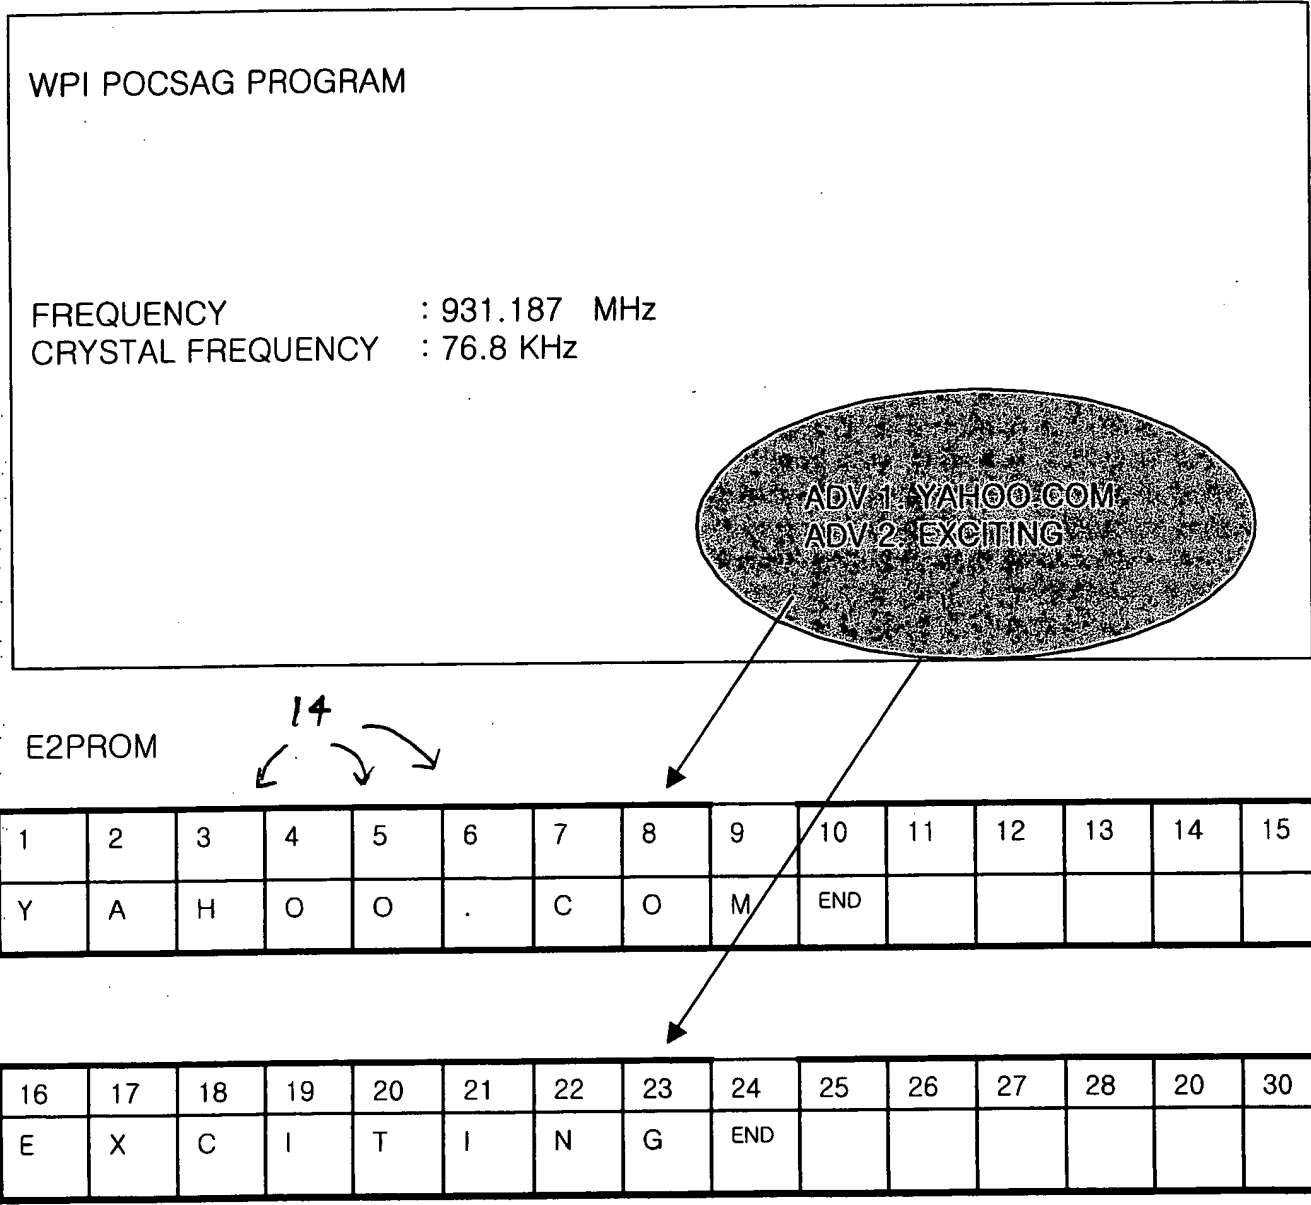 WPI POCSAG PROGRAM
FREQUENCY : 931.187 MHz
CRYSTAL FREQUENCY : 76.8 KHz
ADV 1. YAHOO.COM
ADV 2. EXCITING
14
E2PROM
1 2 3 4 5 6 7 8 9 10 11 12 13 14 15
Y A H O O . C O M END
16 17 18 19 20 21 22 23 24 25 26 27 28 20 30
E X C I T I N G END